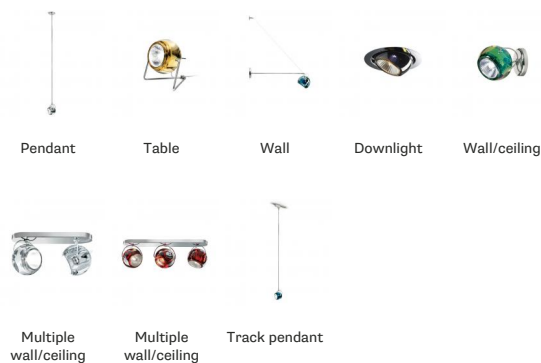 Pendant
Table
Wall
Downlight
Wall/ceiling
Multiple
wall/ceiling
Multiple
wall/ceiling
Track pendant